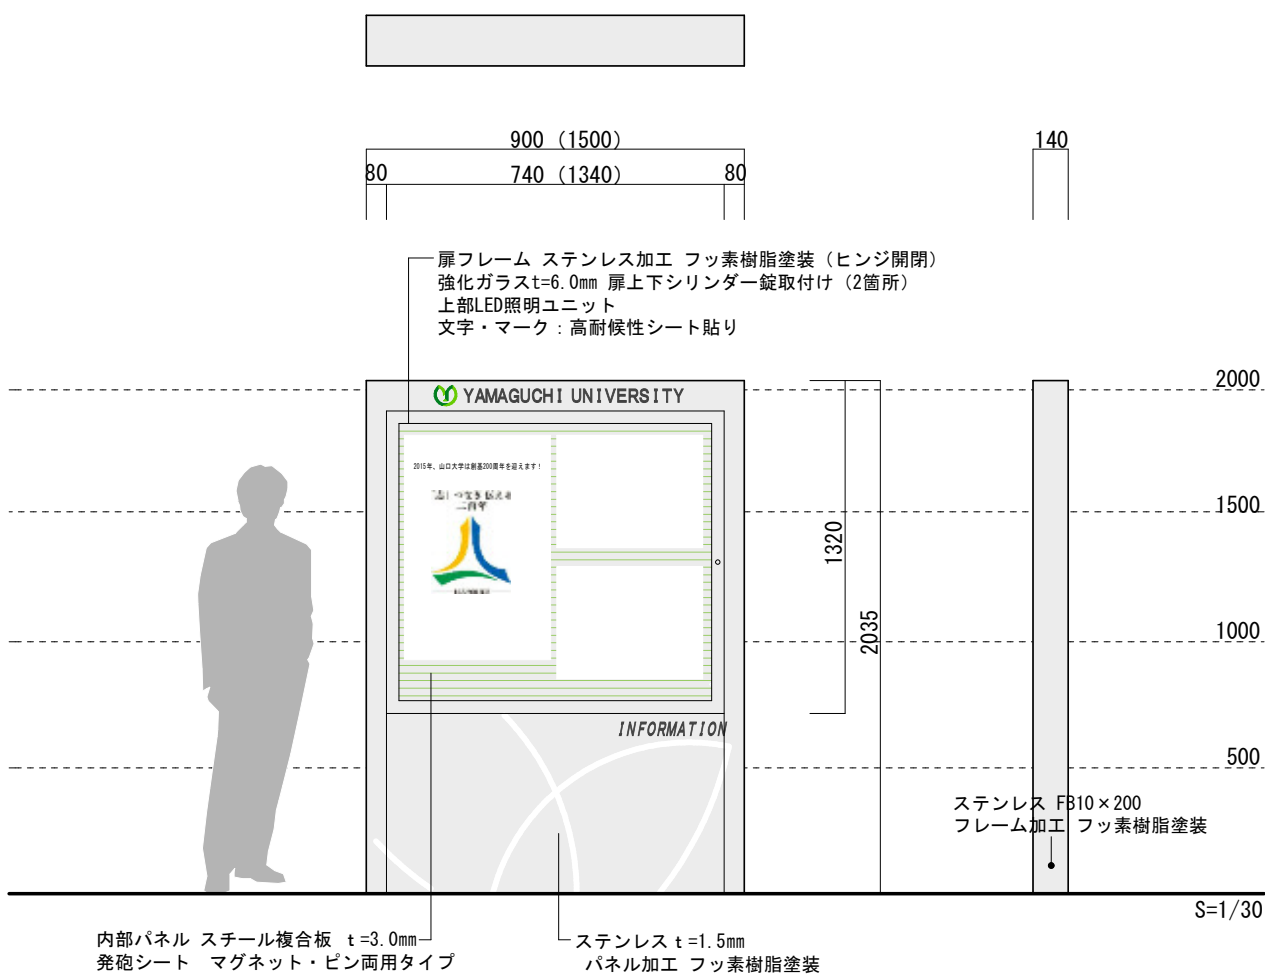 900 (1500)
140
80
740 (1340)
80
扉フレーム ステンレス加工 フッ素樹脂塗装（ヒンジ開閉）
強化ガラスt=6.0mm 扉上下シリンダー錠取付け（2箇所）
上部LED照明ユニット
文字・マーク：高耐候性シート貼り
2000
YAMAGUCHI UNIVERSITY
2015年、山口大学は創基200周年を迎えます！
1500
1320
2035
1000
INFORMATION
500
ステンレス FB10×200
フレーム加工 フッ素樹脂塗装
S=1/30
内部パネル スチール複合板 t=3.0mm
発砲シート マグネット・ピン両用タイプ
ステンレスt=1.5mm
パネル加工 フッ素樹脂塗装